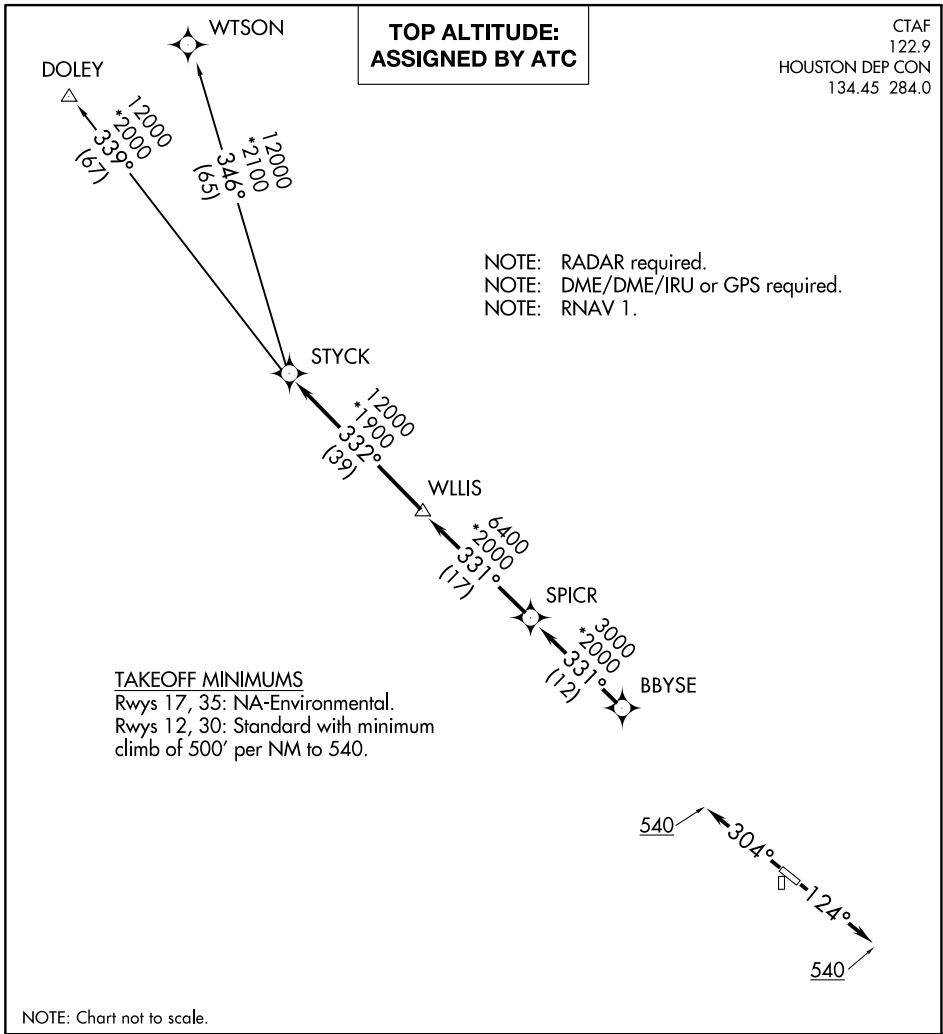 TOP ALTITUDE:
ASSIGNED BY ATC
CTAF
122.9
HOUSTON DEP CON
134.45 284.0
WTSON
DOLEY
12000
*2000
339°
(67)
12000
*2100
346°
(65)
NOTE: RADAR required.
NOTE: DME/DME/IRU or GPS required.
NOTE: RNAV 1.
STYCK
12000
*1900
332°
(39)
WLLIS
6400
*2000
331°
(17)
SPICR
3000
*2000
331°
(12)
BBYSE
TAKEOFF MINIMUMS
Rwys 17, 35: NA-Environmental.
Rwys 12, 30: Standard with minimum
climb of 500' per NM to 540.
540
304°
124°
540
NOTE: Chart not to scale.